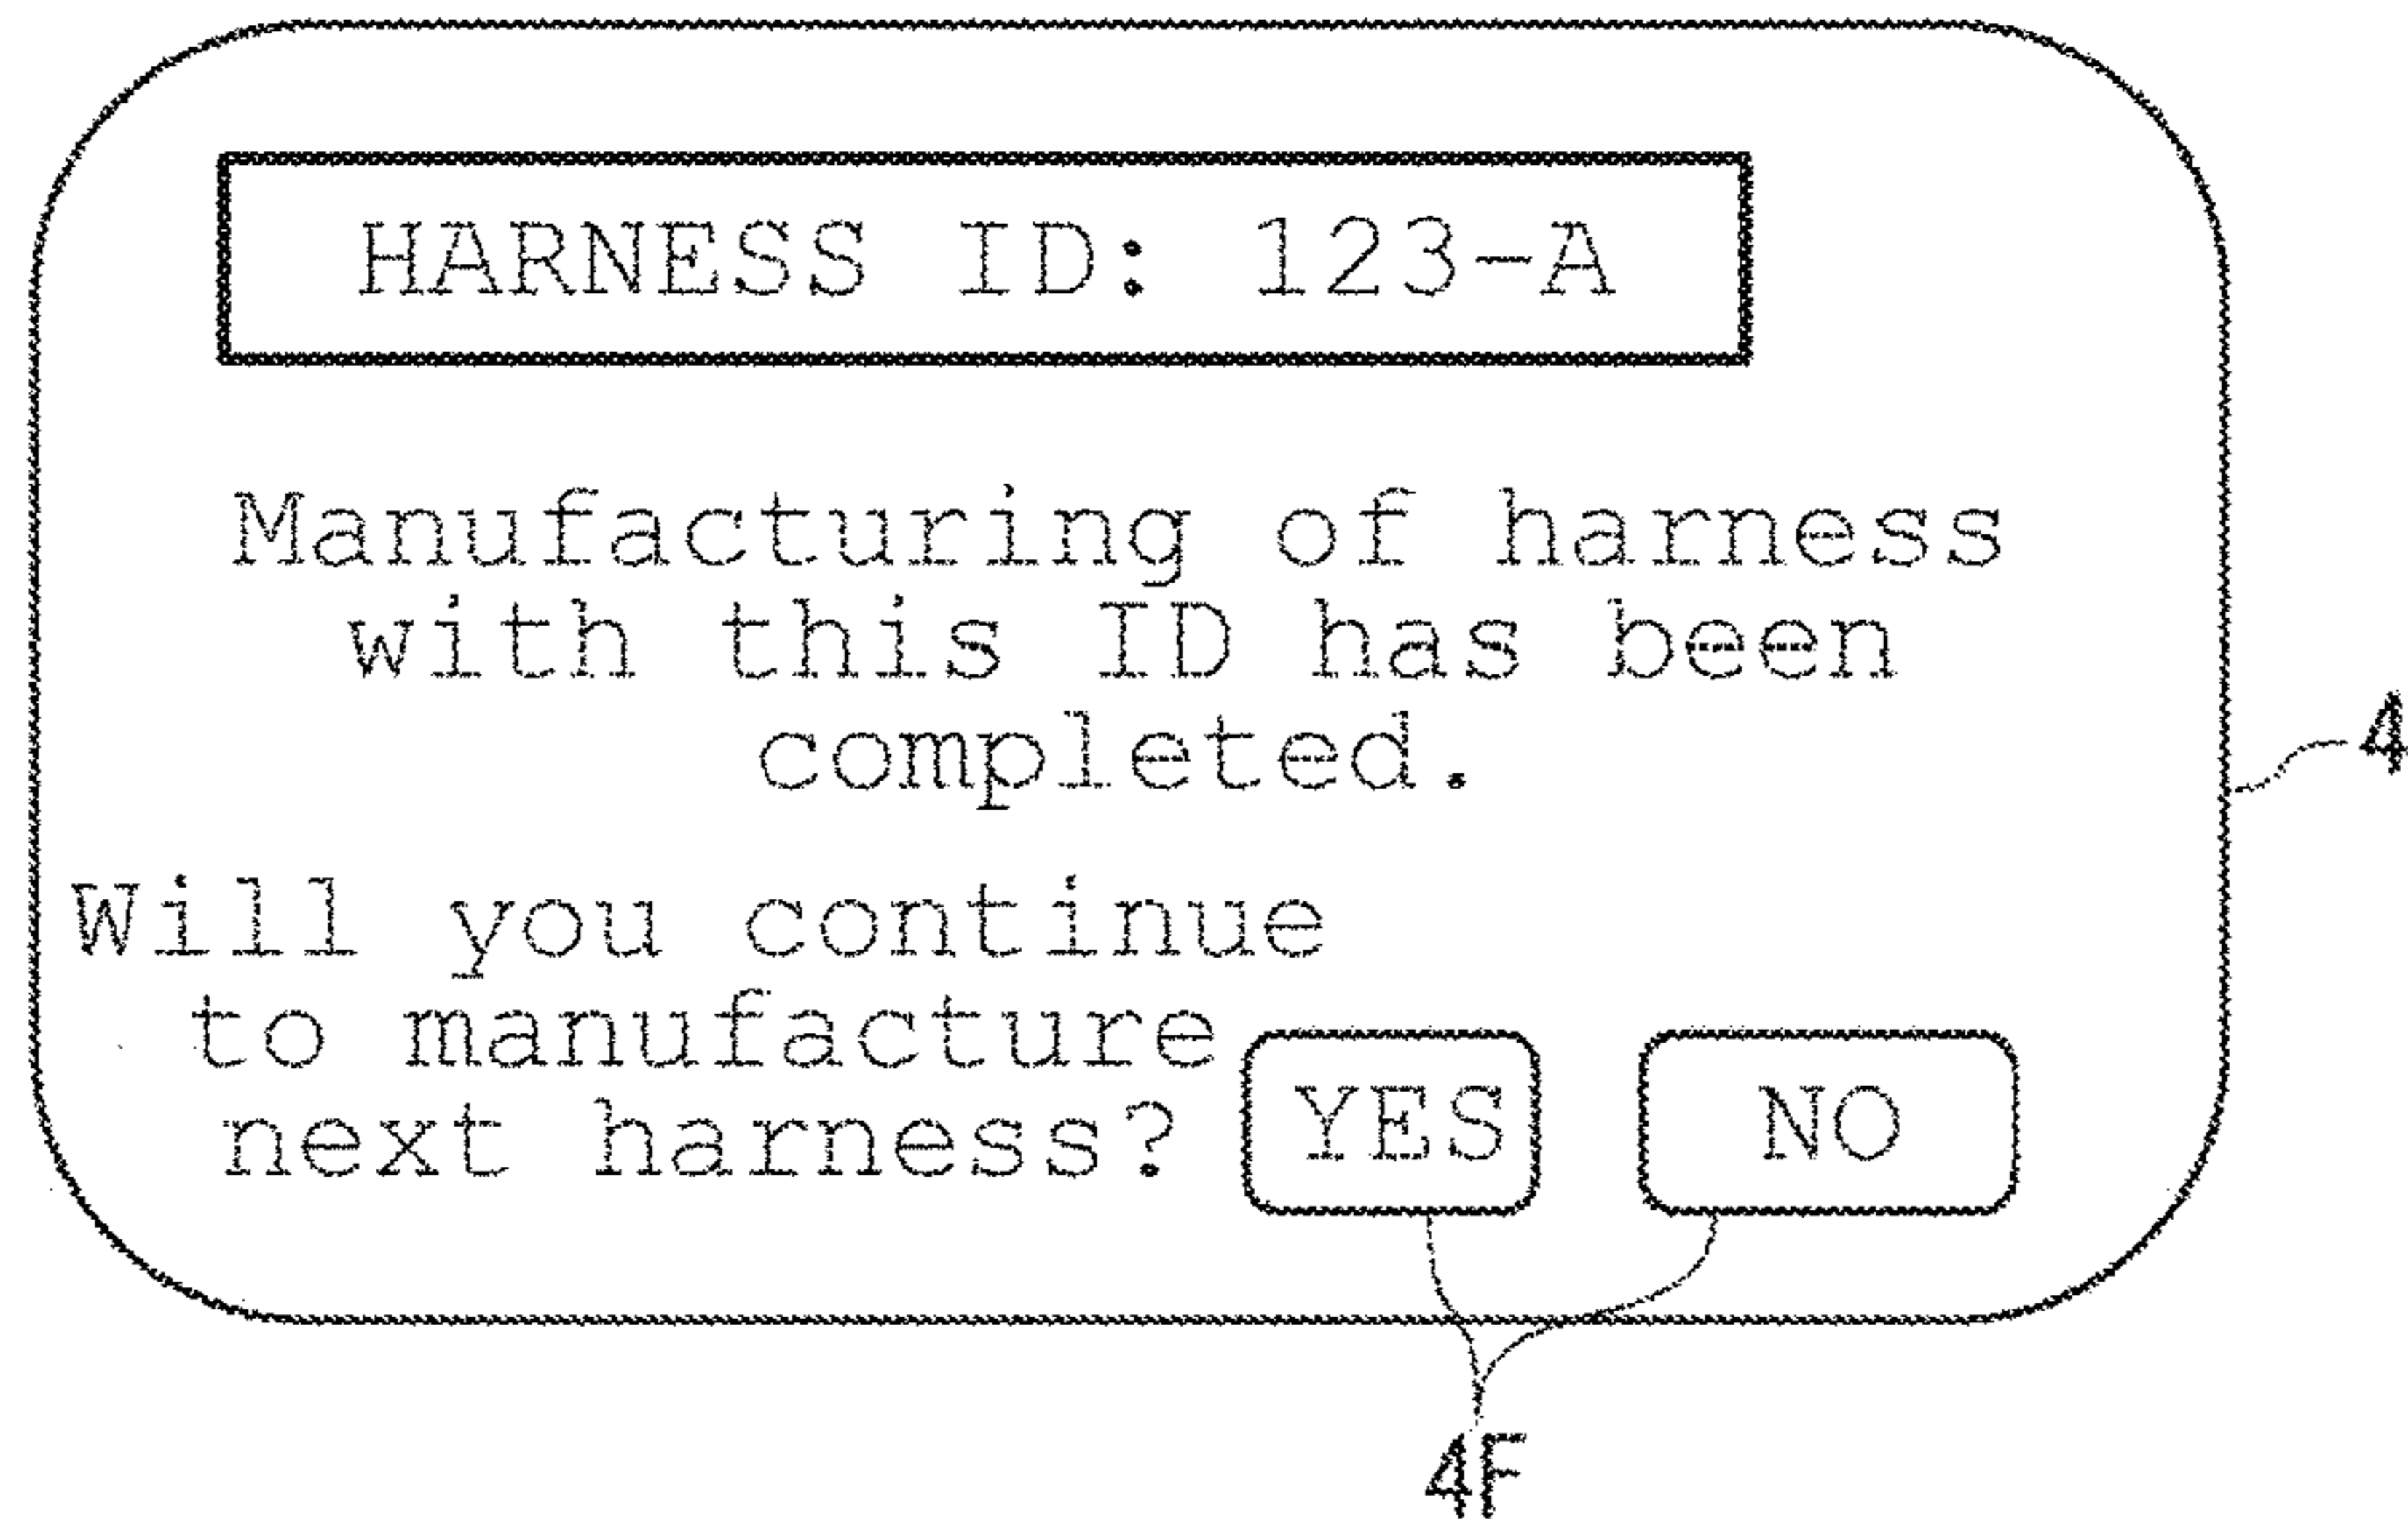 HARNESS ID: 123-A
Manufacturing of harness
with this ID has been
completed.
4
Will you continue
to manufacture
next harness? YES NO
4F